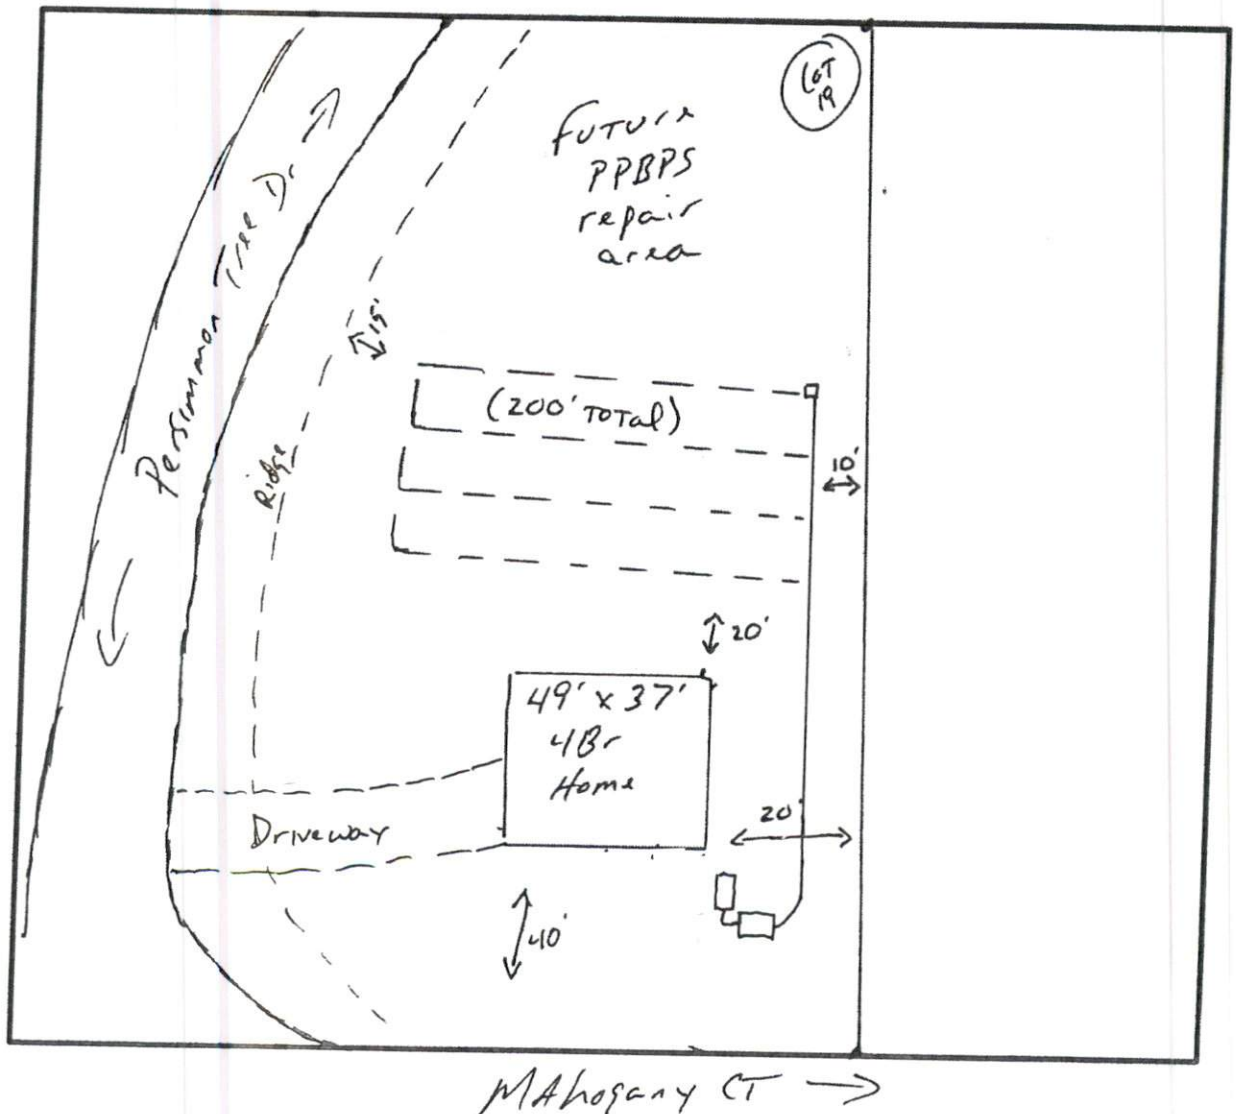 LOT
19
Future
PPBPS
repair
area
Persimmon Tree Dr
15'
(200' Total)
Ridge
10'
20'
49' x 37'
4Br
Home
20'
Driveway
40'
Mahogany CT